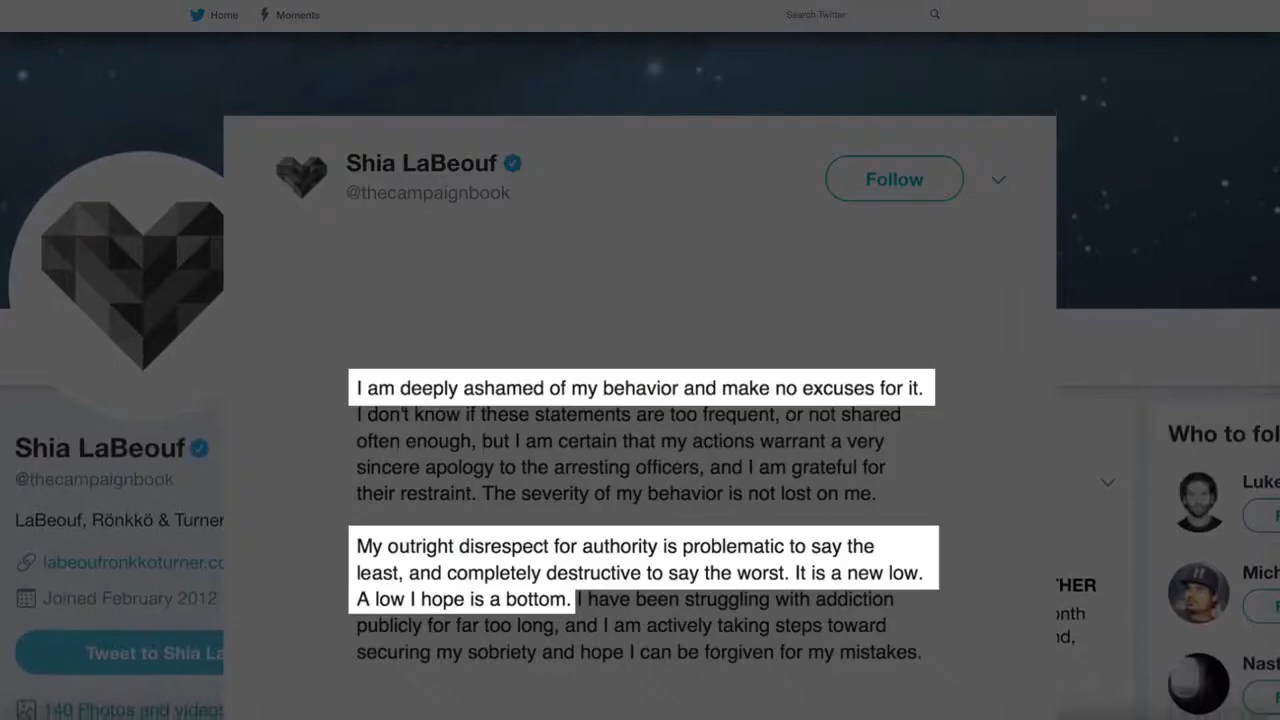 Home
Moments
Search Twitter
Shia LaBeouf
@thecampaignbook
Follow
I am deeply ashamed of my behavior and make no excuses for it.
I don't know if these statements are too frequent, or not shared
often enough, but I am certain that my actions warrant a very
sincere apology to the arresting officers, and I am grateful for
their restraint. The severity of my behavior is not lost on me.
My outright disrespect for authority is problematic to say the
least, and completely destructive to say the worst. It is a new low.
A low I hope is a bottom. I have been struggling with addiction
publicly for far too long, and I am actively taking steps toward
securing my sobriety and hope I can be forgiven for my mistakes.
Shia LaBeouf
@thecampaignbook
LaBeouf, Rönkkö & Turner
labeoufronkkoturner.co
Joined February 2012
Tweet to Shia La
140 Photos and videos
Who to fol
Luke
Mich
Nast